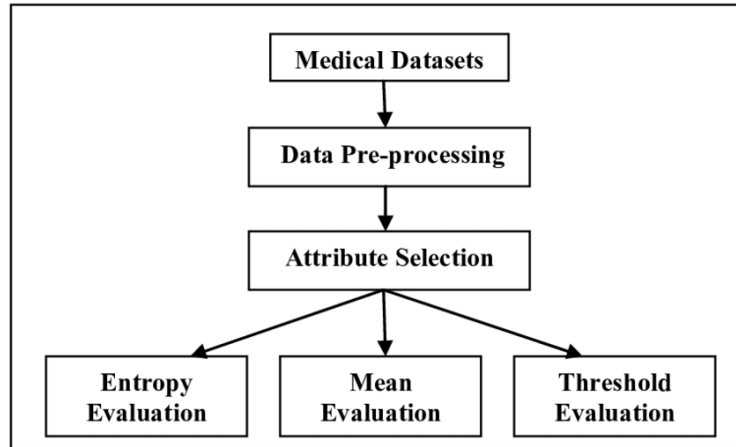 Medical Datasets
Data Pre-processing
Attribute Selection
Entropy
Evaluation
Mean
Evaluation
Threshold
Evaluation